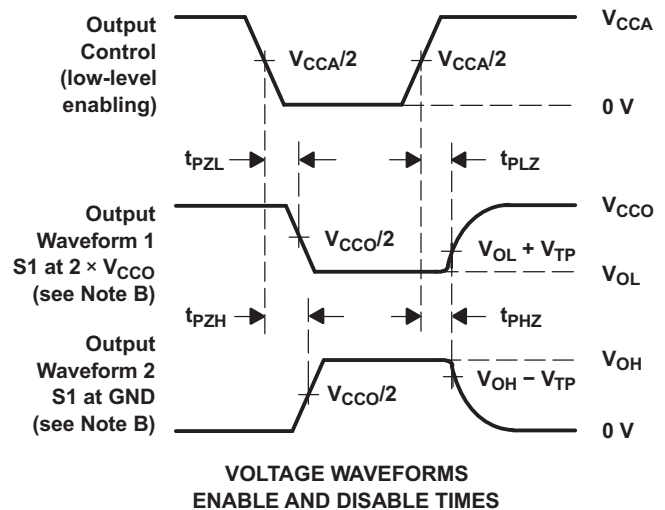 Output
Control
(low-level
enabling)
VCCA/2
VCCA/2
VCCA
0 V
tPZL
tPLZ
Output
Waveform 1
S1 at 2 × VCCO
(see Note B)
VCCO/2
VCCO
VOL + VTP
VOL
tPZH
tPHZ
Output
Waveform 2
S1 at GND
(see Note B)
VCCO/2
VOH
VOH − VTP
0 V
VOLTAGE WAVEFORMS
ENABLE AND DISABLE TIMES